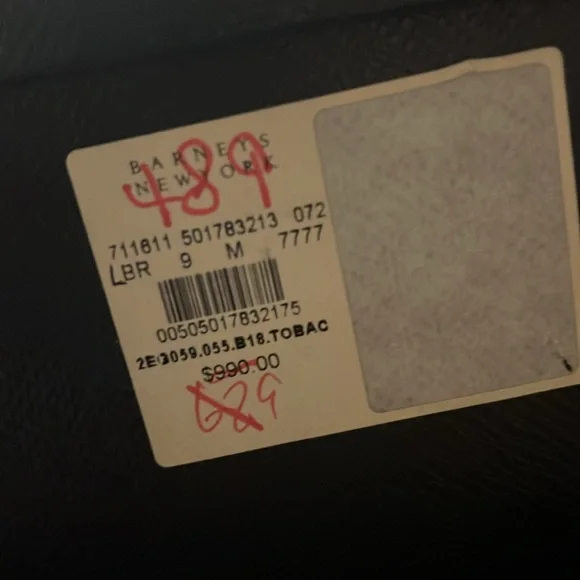 BARNEYS
NEW YORK
489
711611 501783213 072
LBR 9 M 7777
00505017832175
2E3059.055.B18.TOBAC
$990.00
629